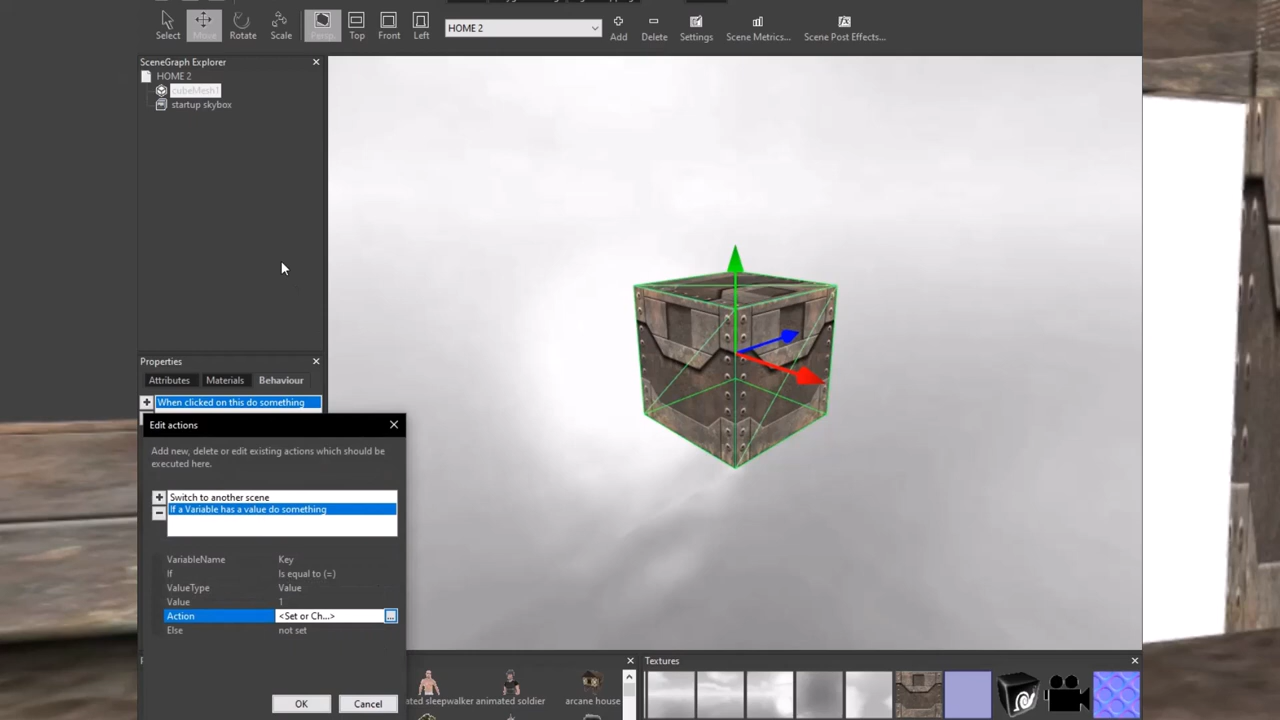 Select
Move
Rotate
Scale
Persp.
Top
Front
Left
HOME 2
Add
Delete
Settings
Scene Metrics...
Scene Post Effects...
SceneGraph Explorer
HOME 2
cubeMesh1
startup skybox
Properties
Attributes
Materials
Behaviour
When clicked on this do something
Edit actions
Add new, delete or edit existing actions which should be
executed here.
Switch to another scene
If a Variable has a value do something
VariableName Key
If Is equal to (=)
ValueType Value
Value 1
Action <Set or Ch...>
Else not set
OK
Cancel
ted sleepwalker
animated soldier
arcane house
Textures